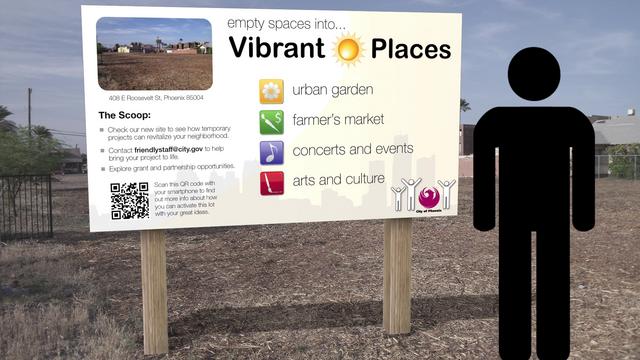 empty spaces into...
Vibrant Places
408 E Roosevelt St, Phoenix 85004
The Scoop:
Check our new site to see how temporary
projects can revitalize your neighborhood.
Contact friendlystaff@city.gov to help
bring your project to life.
Explore grant and partnership opportunities.
Scan this QR code with
your smartphone to find
out more info about how
you can activate this lot
with your great ideas.
urban garden
farmer's market
concerts and events
arts and culture
City of Phoenix